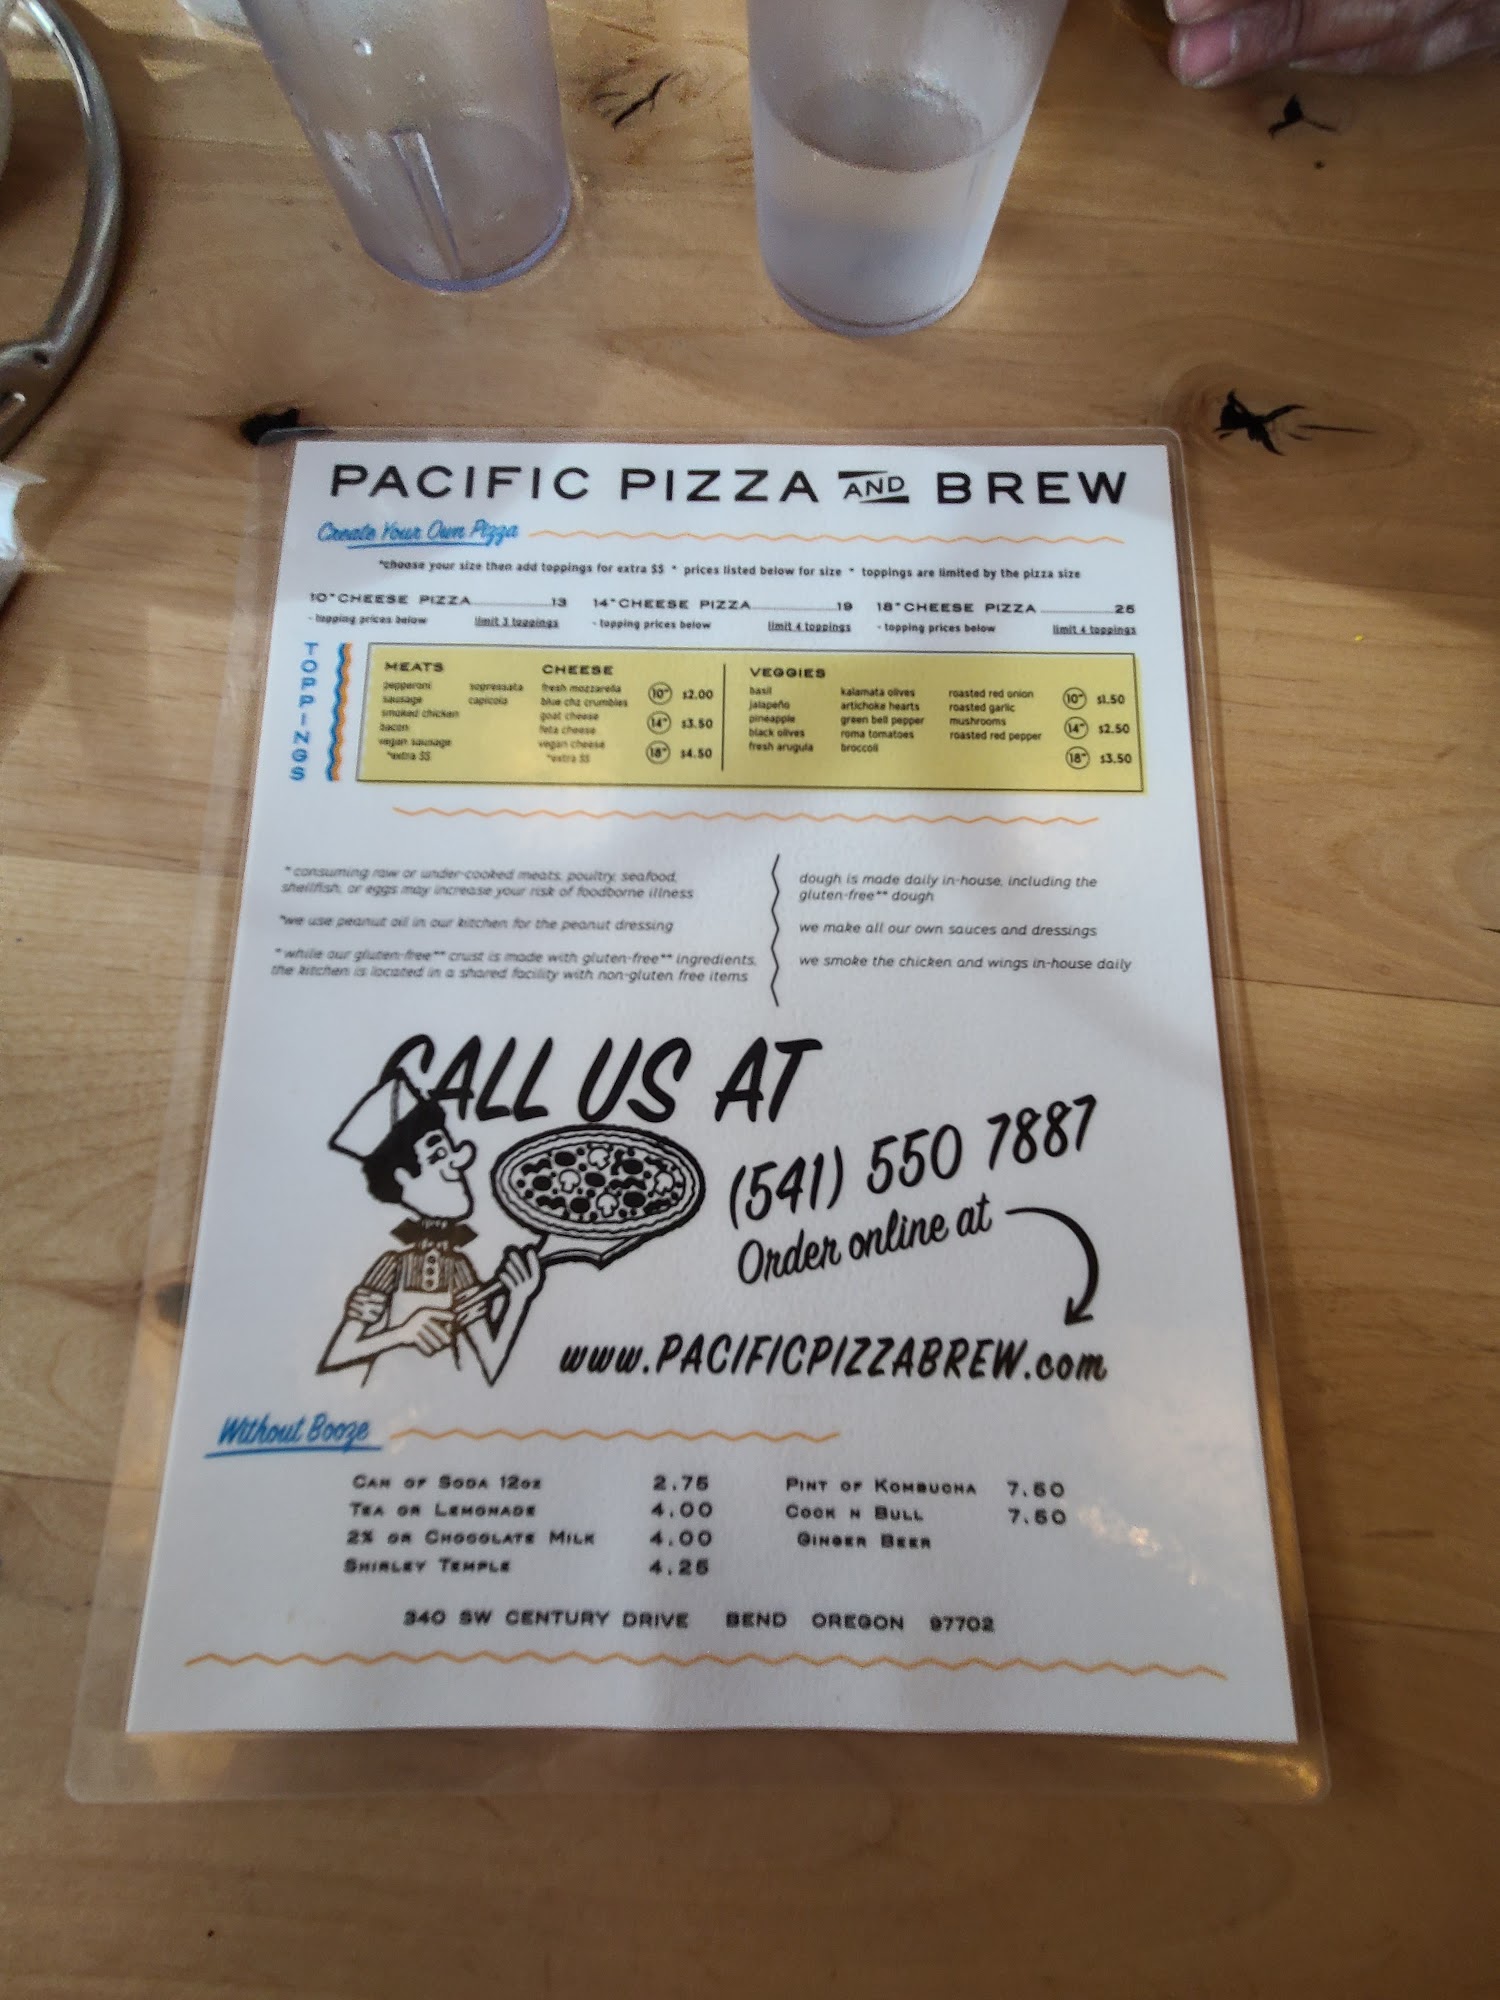 PACIFIC PIZZA AND BREW
Create Your Own Pizza
*choose your size then add toppings for extra $$ * prices listed below for size * toppings are limited by the pizza size
10" CHEESE PIZZA 13
- topping prices below limit 3 toppings
14" CHEESE PIZZA 19
- topping prices below limit 4 toppings
18" CHEESE PIZZA 25
- topping prices below limit 4 toppings
TOPPINGS
MEATS
pepperoni
sausage
smoked chicken
bacon
vegan sausage
*extra $$
sopressata
capicola
CHEESE
fresh mozzarella
blue chz crumbles
goat cheese
feta cheese
vegan cheese
*extra $$
10" $2.00
14" $3.50
18" $4.50
VEGGIES
basil
jalapeño
pineapple
black olives
fresh arugula
kalamata olives
artichoke hearts
green bell pepper
roma tomatoes
broccoli
roasted red onion
roasted garlic
mushrooms
roasted red pepper
10" $1.50
14" $2.50
18" $3.50
*consuming raw or under-cooked meats, poultry, seafood,
shellfish, or eggs may increase your risk of foodborne illness
*we use peanut oil in our kitchen for the peanut dressing
*while our gluten-free** crust is made with gluten-free** ingredients,
the kitchen is located in a shared facility with non-gluten free items
dough is made daily in-house, including the
gluten-free** dough
we make all our own sauces and dressings
we smoke the chicken and wings in-house daily
CALL US AT
(541) 550 7887
Order online at
www.PACIFICPIZZABREW.com
Without Booze
CAN OF SODA 12OZ 2.75
TEA OR LEMONADE 4.00
2% OR CHOCOLATE MILK 4.00
SHIRLEY TEMPLE 4.25
PINT OF KOMBUCHA 7.50
COCK N BULL 7.50
GINGER BEER
340 SW CENTURY DRIVE BEND OREGON 97702